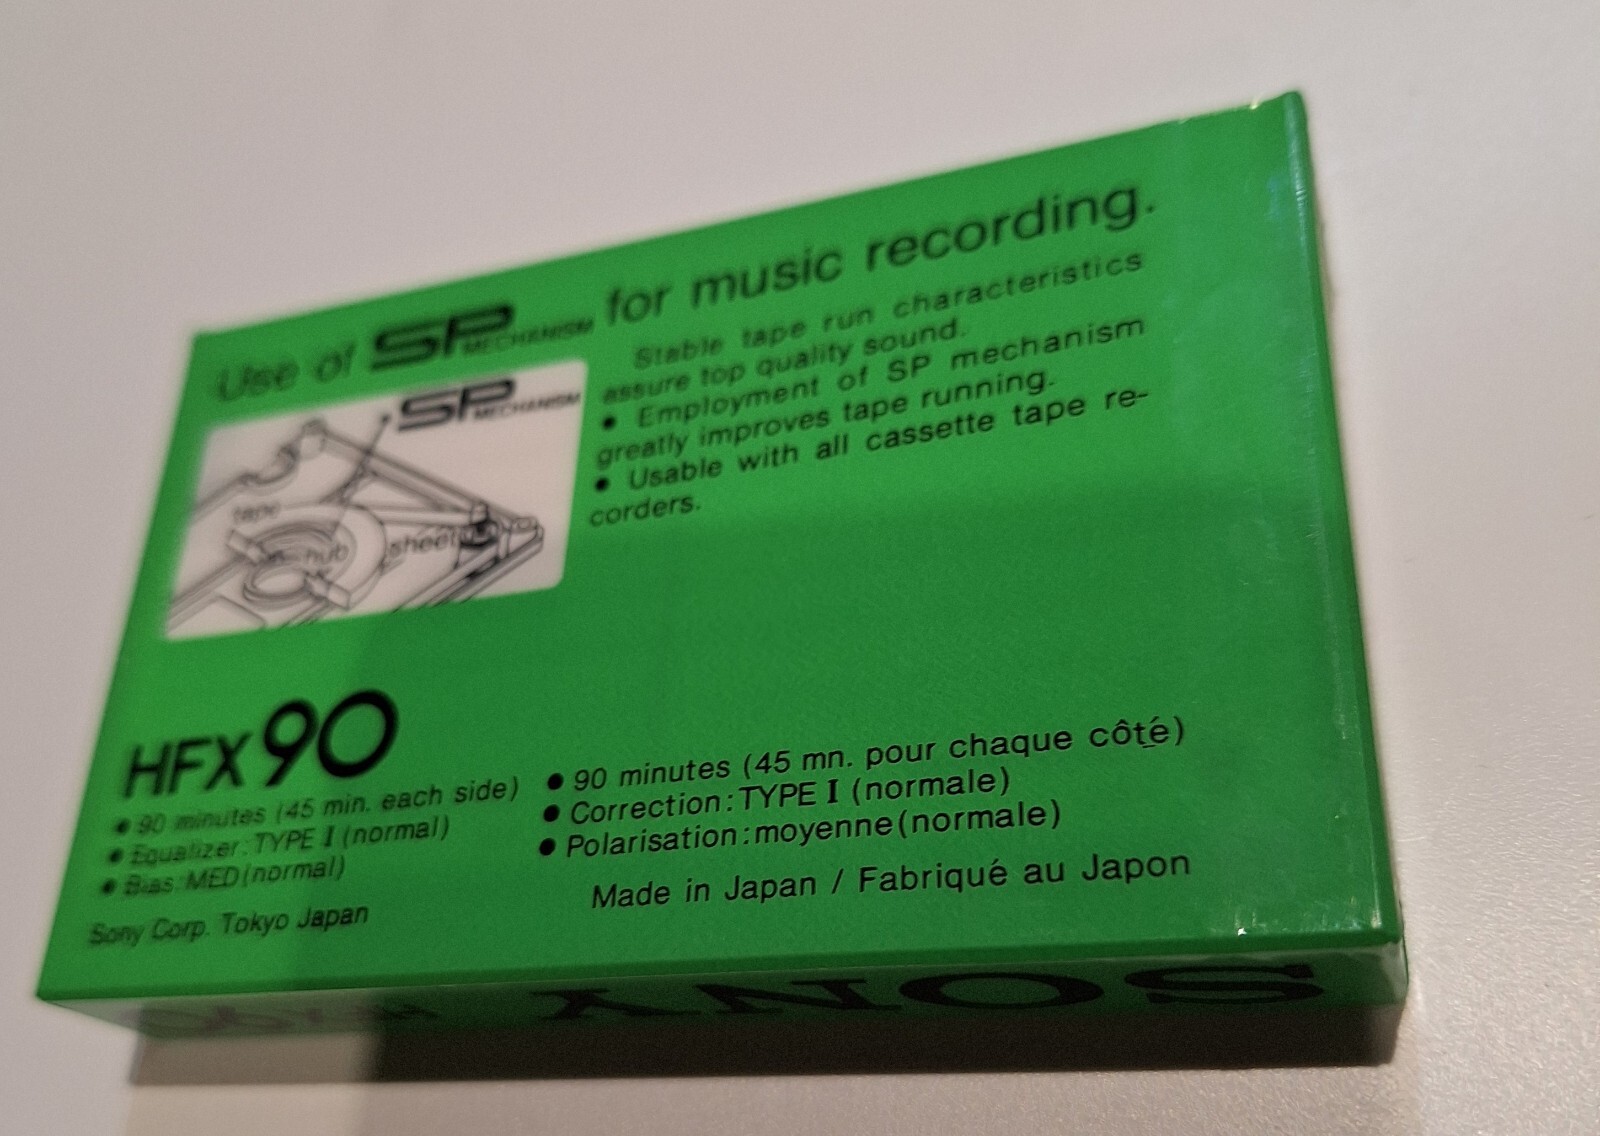 Use of SP MECHANISM for music recording.
SP MECHANISM
tape
hub
sheet
Stable tape run characteristics
assure top quality sound.
• Employment of SP mechanism
greatly improves tape running.
• Usable with all cassette tape re-
corders.
HFX90
• 90 minutes (45 min. each side)
• Equalizer:TYPE I (normal)
• Bias:MED(normal)
Sony Corp. Tokyo Japan
• 90 minutes (45 mn. pour chaque côté)
• Correction:TYPE I (normale)
• Polarisation:moyenne(normale)
Made in Japan / Fabriqué au Japon
SONY HFX90